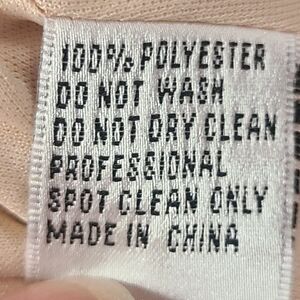 100% POLYESTER
DO NOT WASH
DO NOT DRY CLEAN
PROFESSIONAL
SPOT CLEAN ONLY
MADE IN CHINA